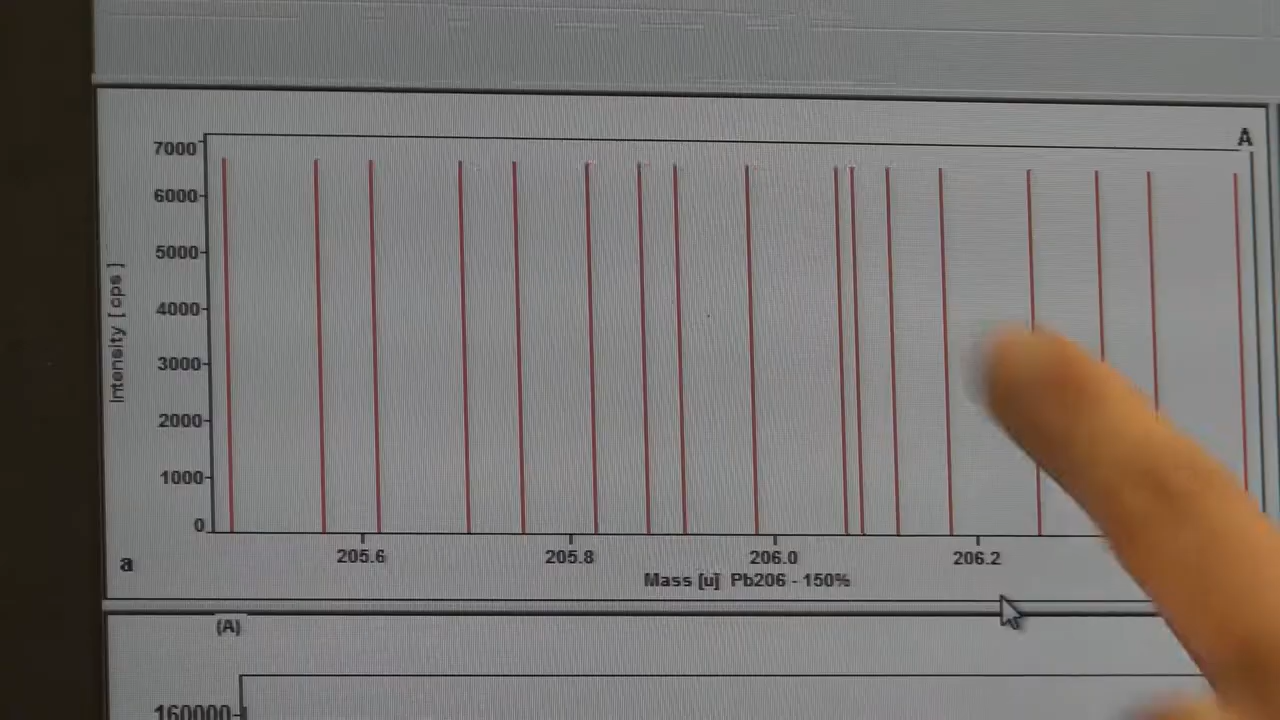 A
7000
6000
5000
4000
3000
2000
1000
0
Intensity [ cps ]
205.6 205.8 206.0 206.2
a
Mass [u] Pb206 - 150%
(A)
160000